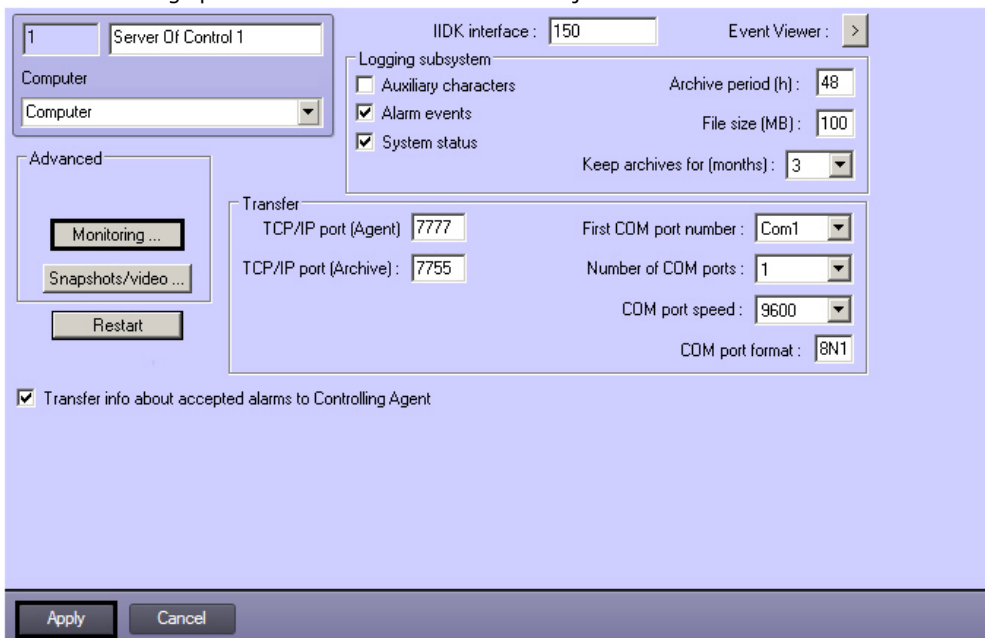 1
Server Of Control 1
IIDK interface :
150
Event Viewer :
>
Computer
Computer
Logging subsystem
Auxiliary characters
Alarm events
System status
Archive period (h) :
48
File size (MB) :
100
Keep archives for (months) :
3
Advanced
Monitoring ...
Snapshots/video ...
Restart
Transfer
TCP/IP port (Agent)
7777
TCP/IP port (Archive) :
7755
First COM port number :
Com1
Number of COM ports :
1
COM port speed :
9600
COM port format :
8N1
Transfer info about accepted alarms to Controlling Agent
Apply
Cancel